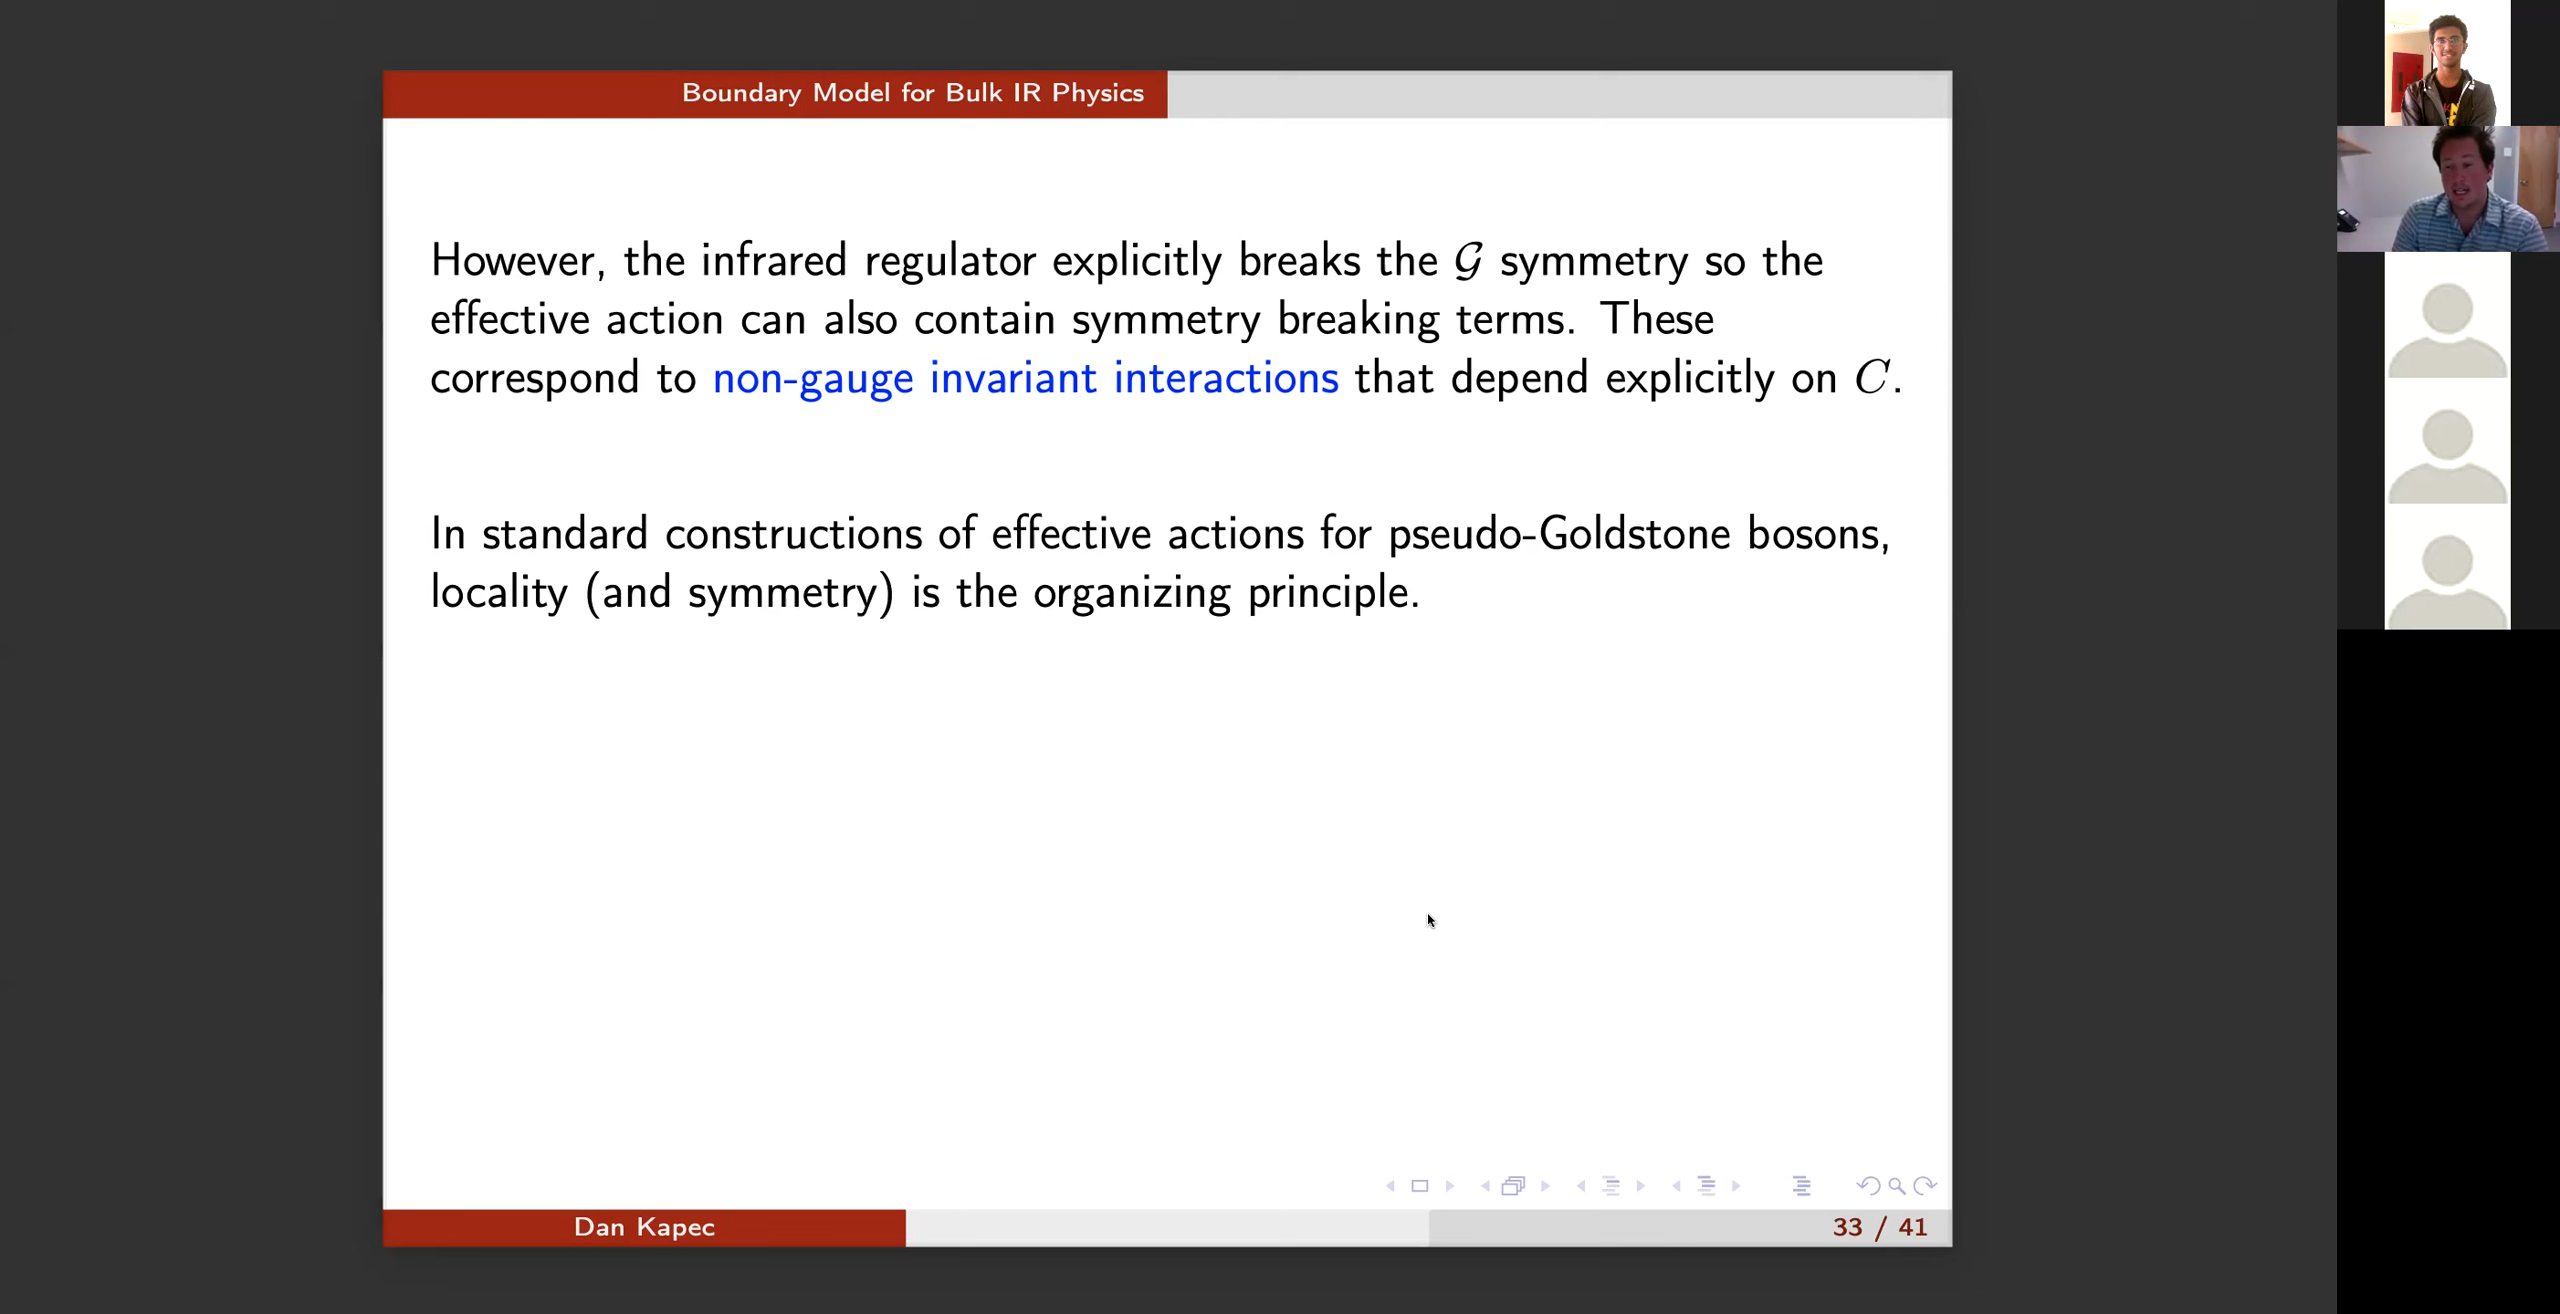 Boundary Model for Bulk IR Physics
However, the infrared regulator explicitly breaks the 𝒢 symmetry so the
effective action can also contain symmetry breaking terms. These
correspond to non-gauge invariant interactions that depend explicitly on C.
In standard constructions of effective actions for pseudo-Goldstone bosons,
locality (and symmetry) is the organizing principle.
Dan Kapec
33 / 41